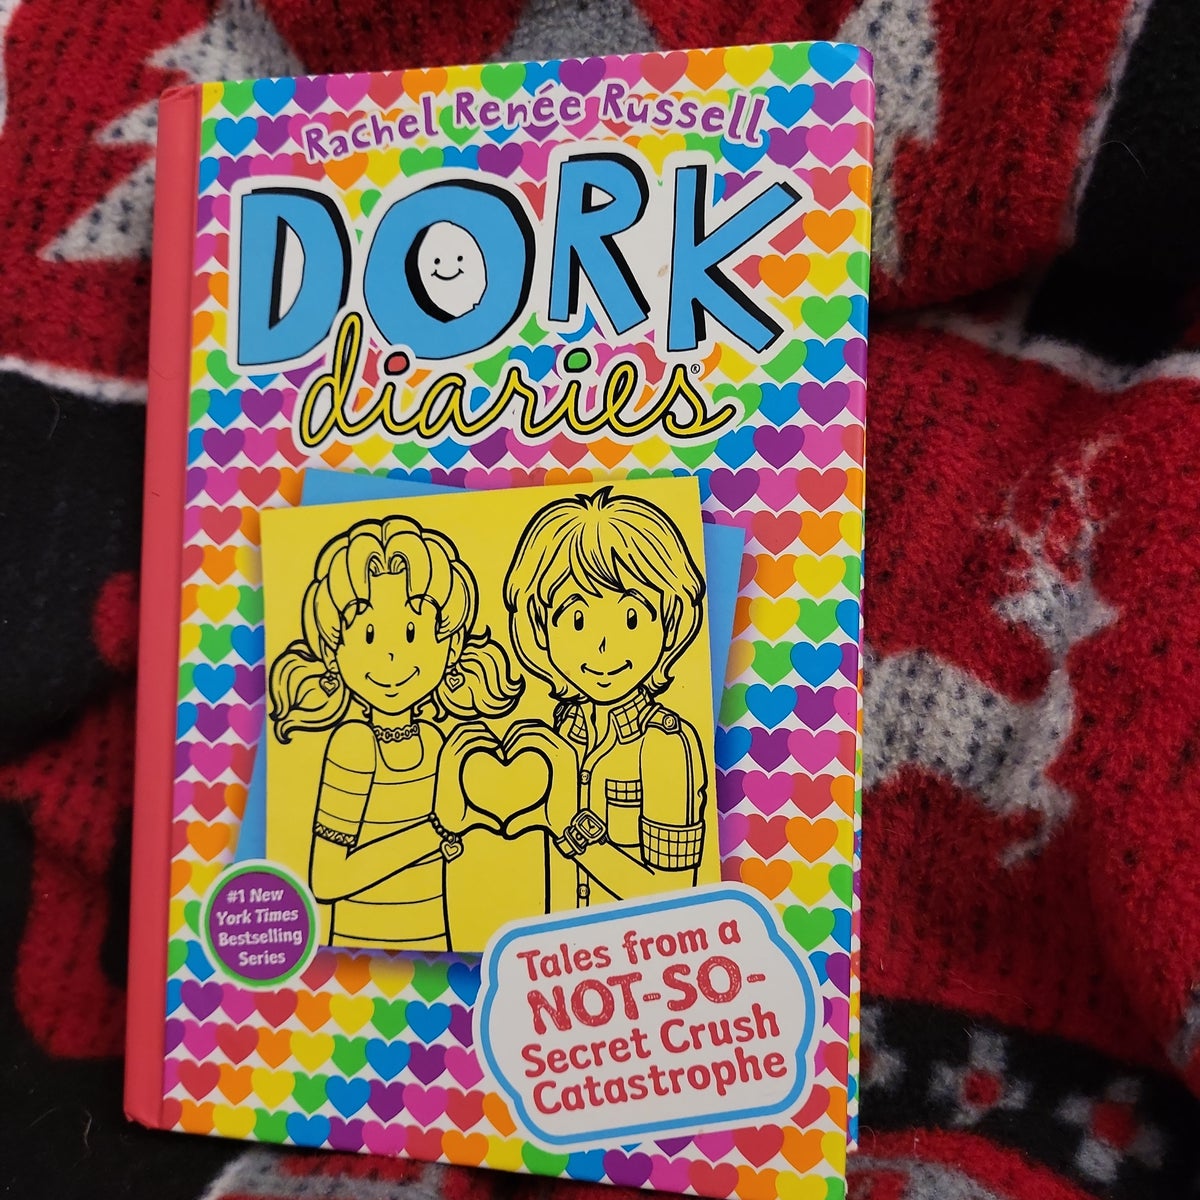 Rachel Renée Russell
DORK
diaries®
#1 New
York Times
Bestselling
Series
Tales from a
NOT-SO-
Secret Crush
Catastrophe